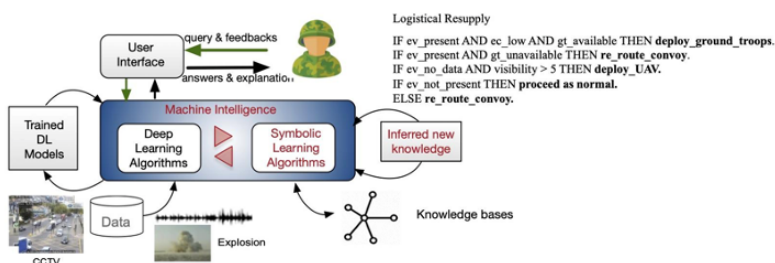 query & feedbacks
User
Interface
answers & explanation
Machine Intelligence
Trained
DL
Models
Deep
Learning
Algorithms
Symbolic
Learning
Algorithms
Inferred new
knowledge
Data
CCTV
Explosion
Knowledge bases
Logistical Resupply
IF ev_present AND ec_low AND gt_available THEN deploy_ground_troops.
IF ev_present AND gt_unavailable THEN re_route_convoy.
IF ev_no_data AND visibility > 5 THEN deploy_UAV.
IF ev_not_present THEN proceed as normal.
ELSE re_route_convoy.